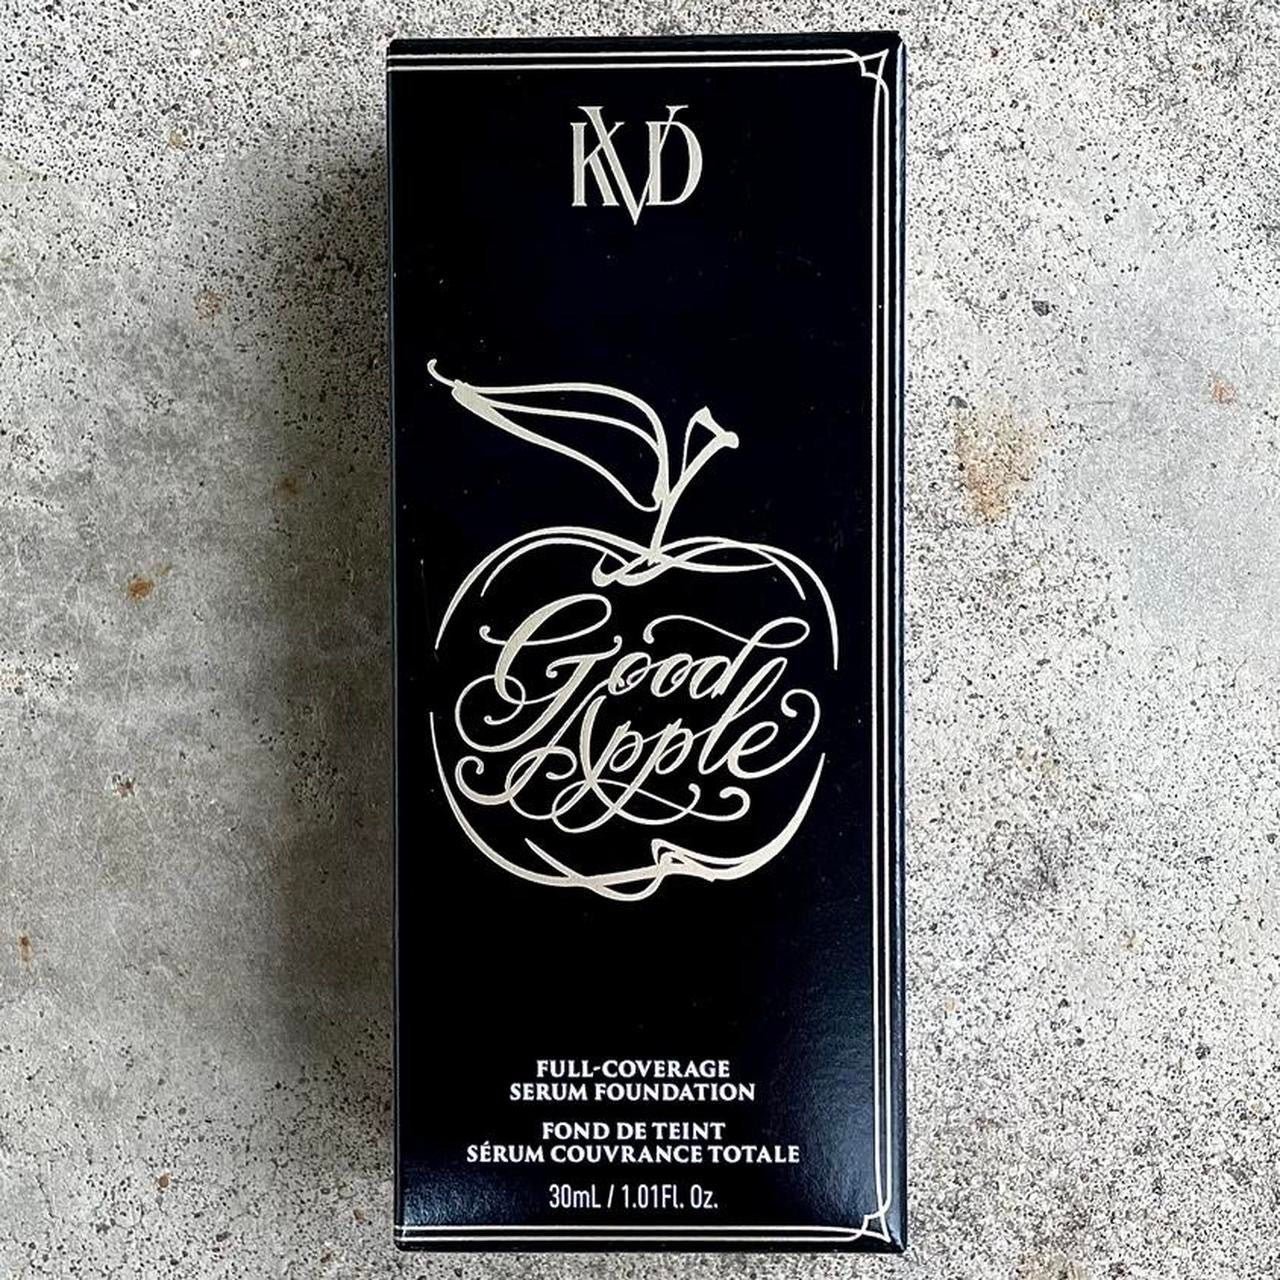 KVD
Good
Apple
FULL-COVERAGE
SERUM FOUNDATION
FOND DE TEINT
SÉRUM COUVRANCE TOTALE
30mL / 1.01Fl. Oz.